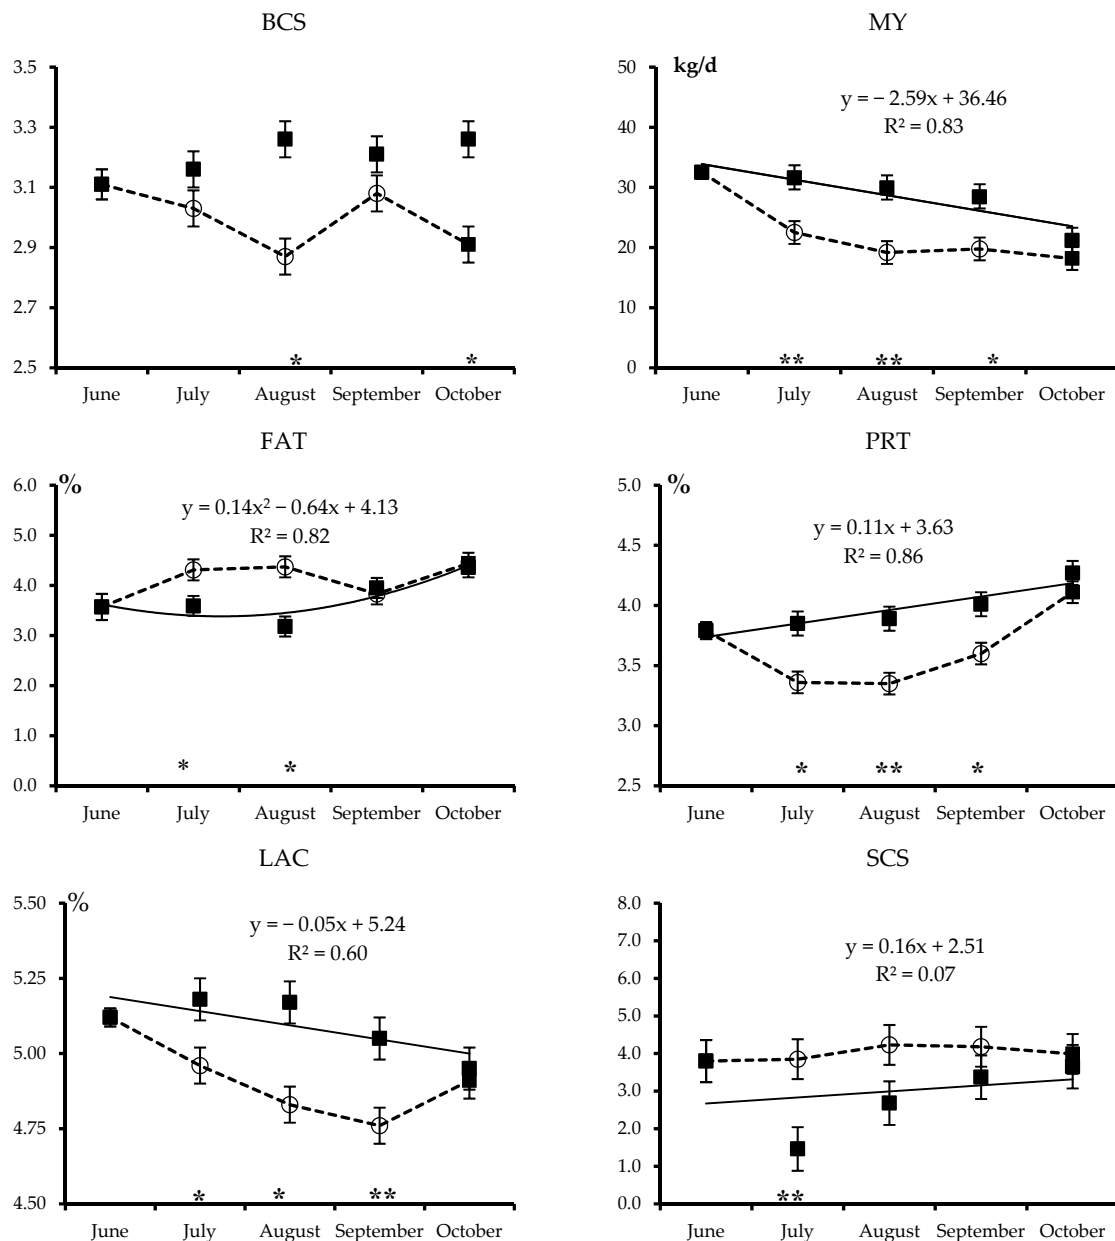 BCS
3.5
3.3
3.1
2.9
2.7
2.5
* *
June July August September October
MY
kg/d
50
40
30
20
10
0
y = − 2.59x + 36.46
R² = 0.83
** ** *
June July August September October
FAT
%
6.0
5.0
4.0
3.0
2.0
1.0
0.0
y = 0.14x² − 0.64x + 4.13
R² = 0.82
* *
June July August September October
PRT
%
5.0
4.5
4.0
3.5
3.0
2.5
y = 0.11x + 3.63
R² = 0.86
* ** *
June July August September October
LAC
%
5.50
5.25
5.00
4.75
4.50
y = − 0.05x + 5.24
R² = 0.60
* * **
June July August September October
SCS
8.0
7.0
6.0
5.0
4.0
3.0
2.0
1.0
0.0
y = 0.16x + 2.51
R² = 0.07
**
June July August September October